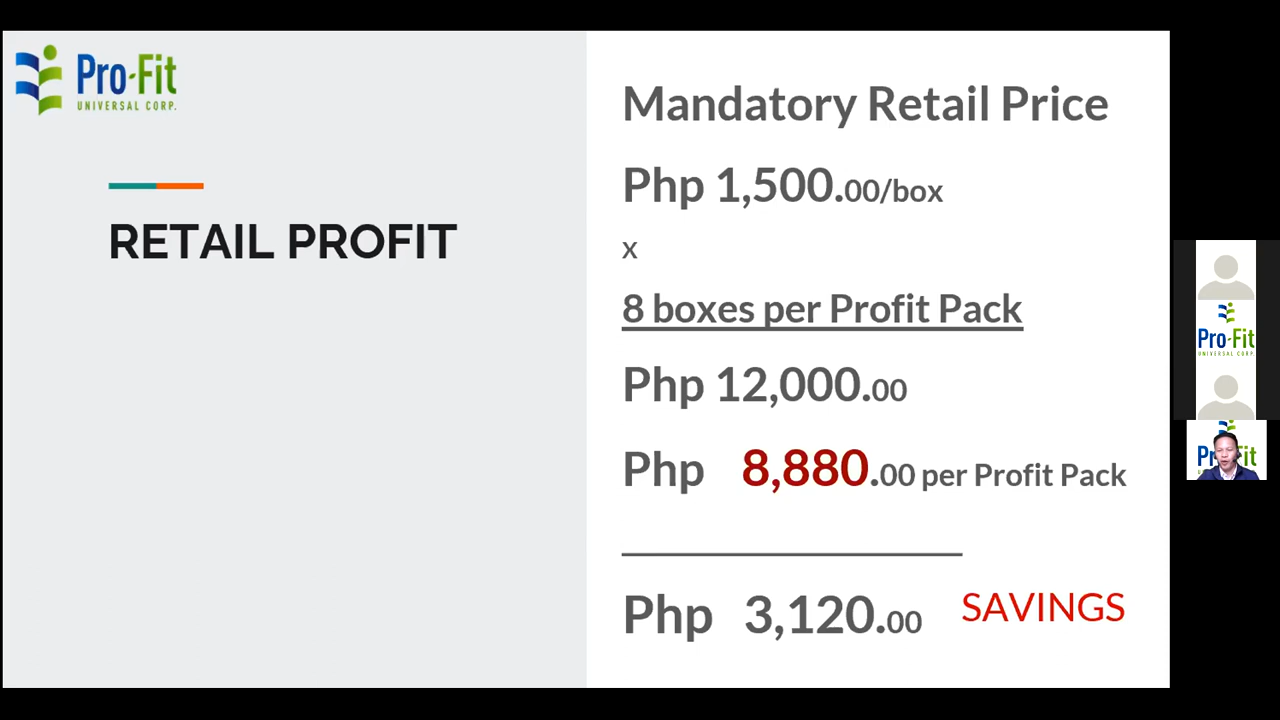 Pro-Fit
UNIVERSAL CORP.
RETAIL PROFIT
Mandatory Retail Price
Php 1,500.00/box
x
8 boxes per Profit Pack
Php 12,000.00
Php 8,880.00 per Profit Pack
Php 3,120.00 SAVINGS
Pro-Fit
UNIVERSAL CORP.